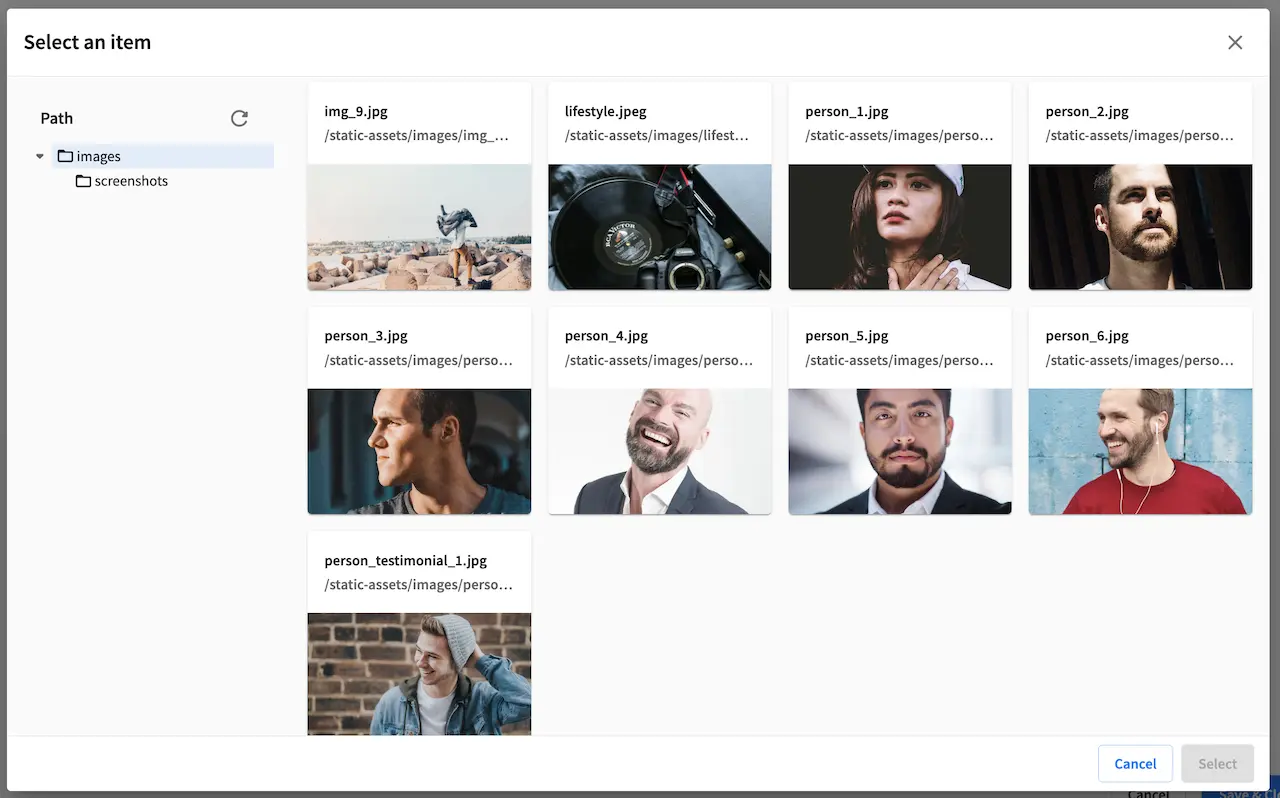 Select an item
Path
images
screenshots
img_9.jpg
/static-assets/images/img_...
lifestyle.jpeg
/static-assets/images/lifest...
person_1.jpg
/static-assets/images/perso...
person_2.jpg
/static-assets/images/perso...
RCA VICTOR
person_3.jpg
/static-assets/images/perso...
person_4.jpg
/static-assets/images/perso...
person_5.jpg
/static-assets/images/perso...
person_6.jpg
/static-assets/images/perso...
person_testimonial_1.jpg
/static-assets/images/perso...
Cancel
Select
Cancel
Save & Cl